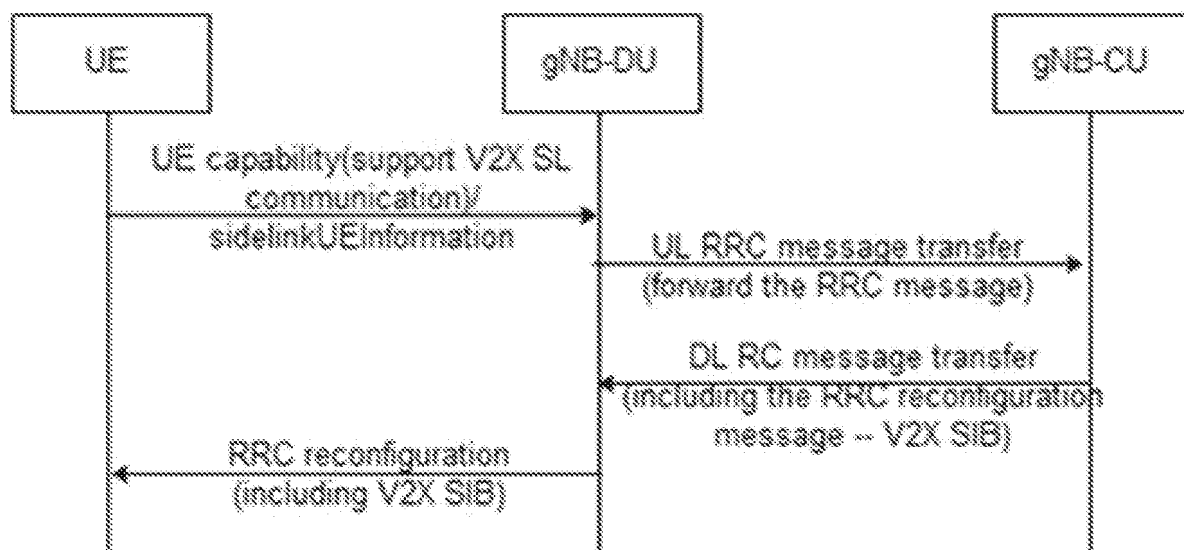 UE
gNB-DU
gNB-CU
UE capability(support V2X SL
communication)/
sidelinkUEInformation
UL RRC message transfer
(forward the RRC message)
DL RC message transfer
(including the RRC reconfiguration
message -- V2X SIB)
RRC reconfiguration
(including V2X SIB)